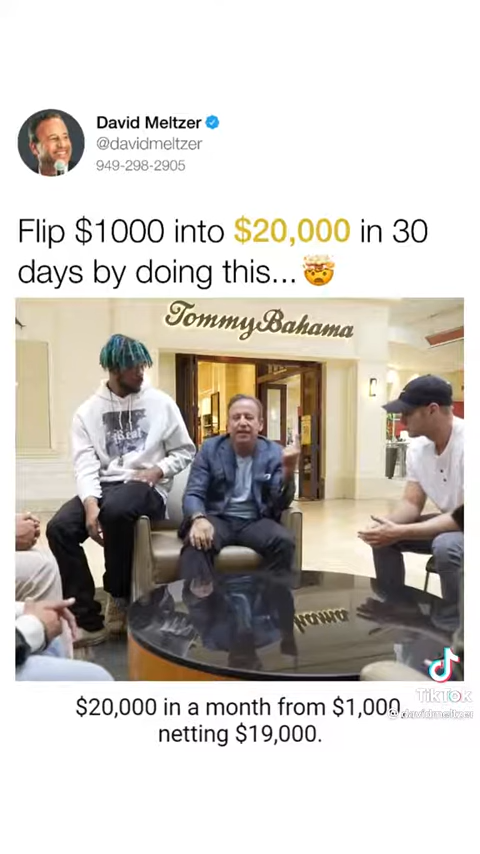 David Meltzer
@davidmeltzer
949-298-2905
Flip $1000 into $20,000 in 30
days by doing this...🤯
Tommy Bahama
iReal
TikTok
@davidmeltzer
$20,000 in a month from $1,000,
netting $19,000.